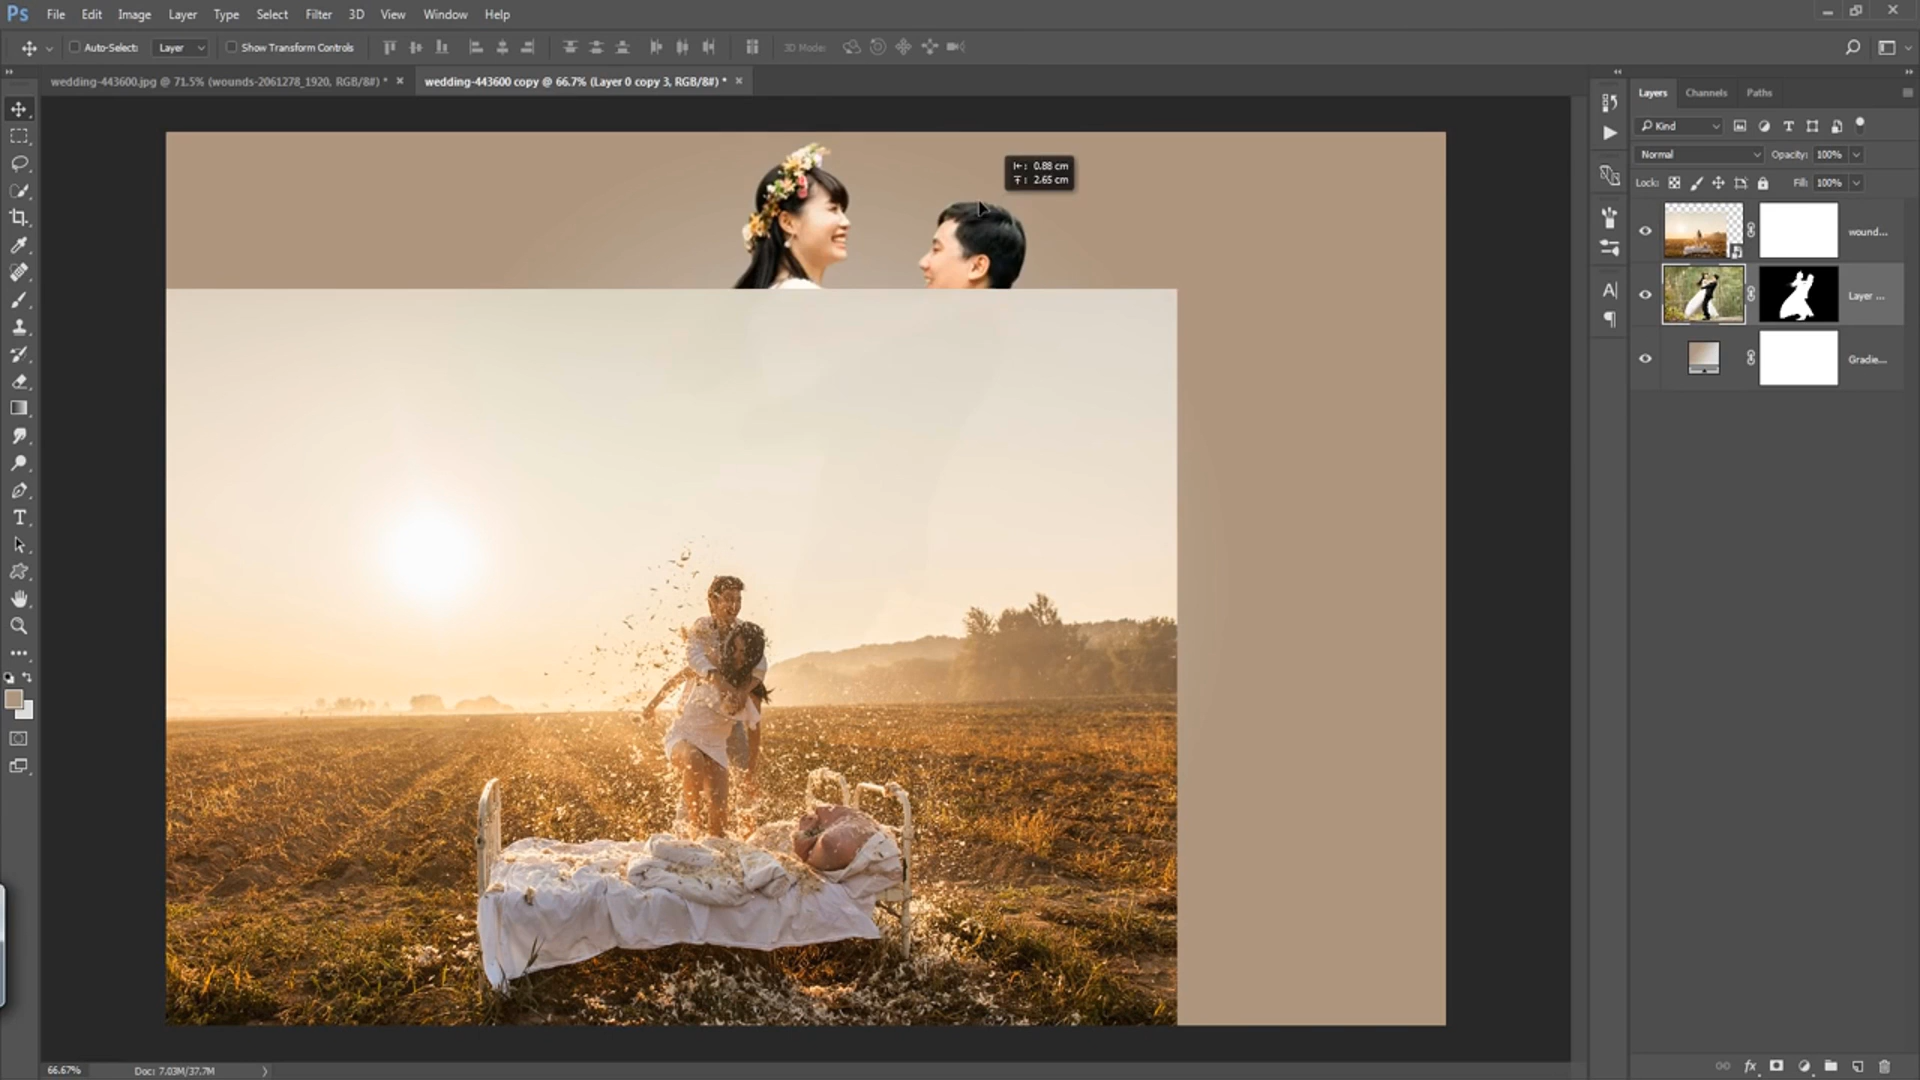 Ps File Edit Image Layer Type Select Filter 3D View Window Help
Auto-Select: Layer Show Transform Controls 3D Mode:
wedding-443600.jpg @ 71.5% (wounds-2061278_1920, RGB/8#) * × wedding-443600 copy @ 66.7% (Layer 0 copy 3, RGB/8#) * ×
Layers Channels Paths
Kind
Normal Opacity: 100%
Lock: Fill: 100%
0.88 cm
2.65 cm
wound...
Layer ...
Gradie...
66.67% Doc: 7.03M/37.7M